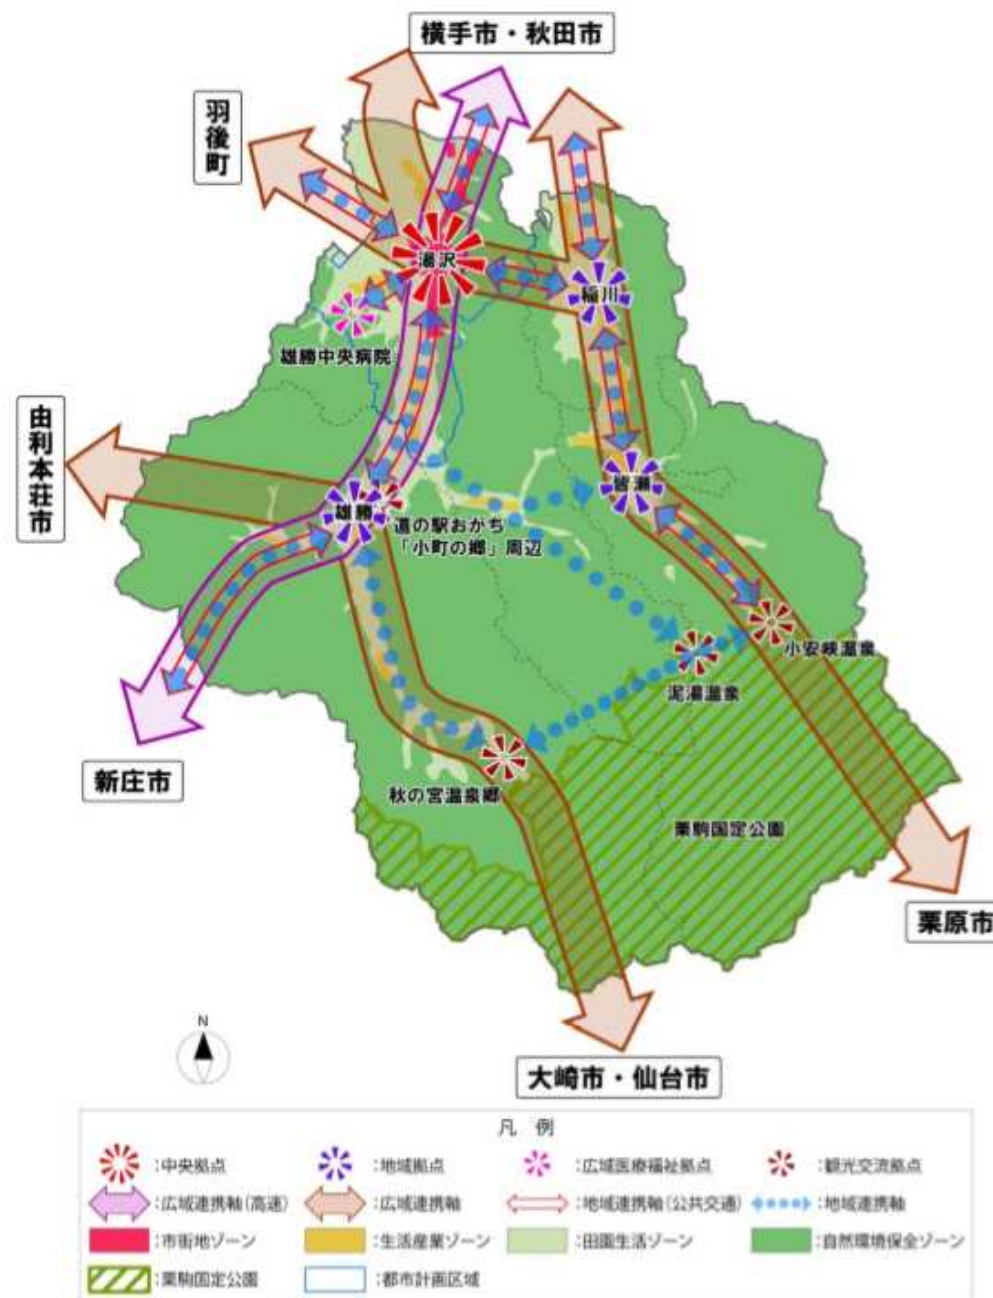 横手市・秋田市
羽後町
湯沢
稲川
雄勝中央病院
由利本荘市
皆瀬
雄勝
道の駅おがち
「小町の郷」周辺
小安峡温泉
泥湯温泉
新庄市
秋の宮温泉郷
栗駒国定公園
栗原市
N
大崎市・仙台市
凡 例
:中央拠点
:地域拠点
:広域医療福祉拠点
:観光交流拠点
:広域連携軸(高速)
:広域連携軸
:地域連携軸(公共交通)
:地域連携軸
:市街地ゾーン
:生活産業ゾーン
:田園生活ゾーン
:自然環境保全ゾーン
:栗駒国定公園
:都市計画区域